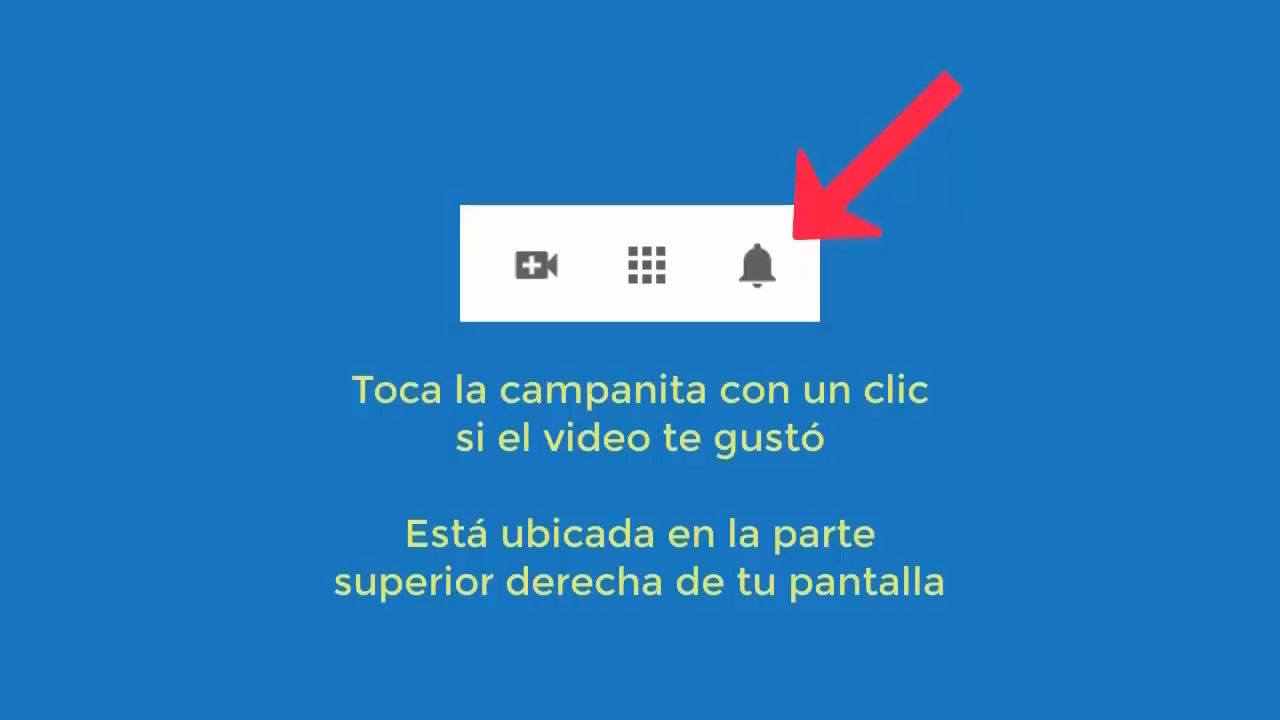 Toca la campanita con un clic
si el video te gustó
Está ubicada en la parte
superior derecha de tu pantalla